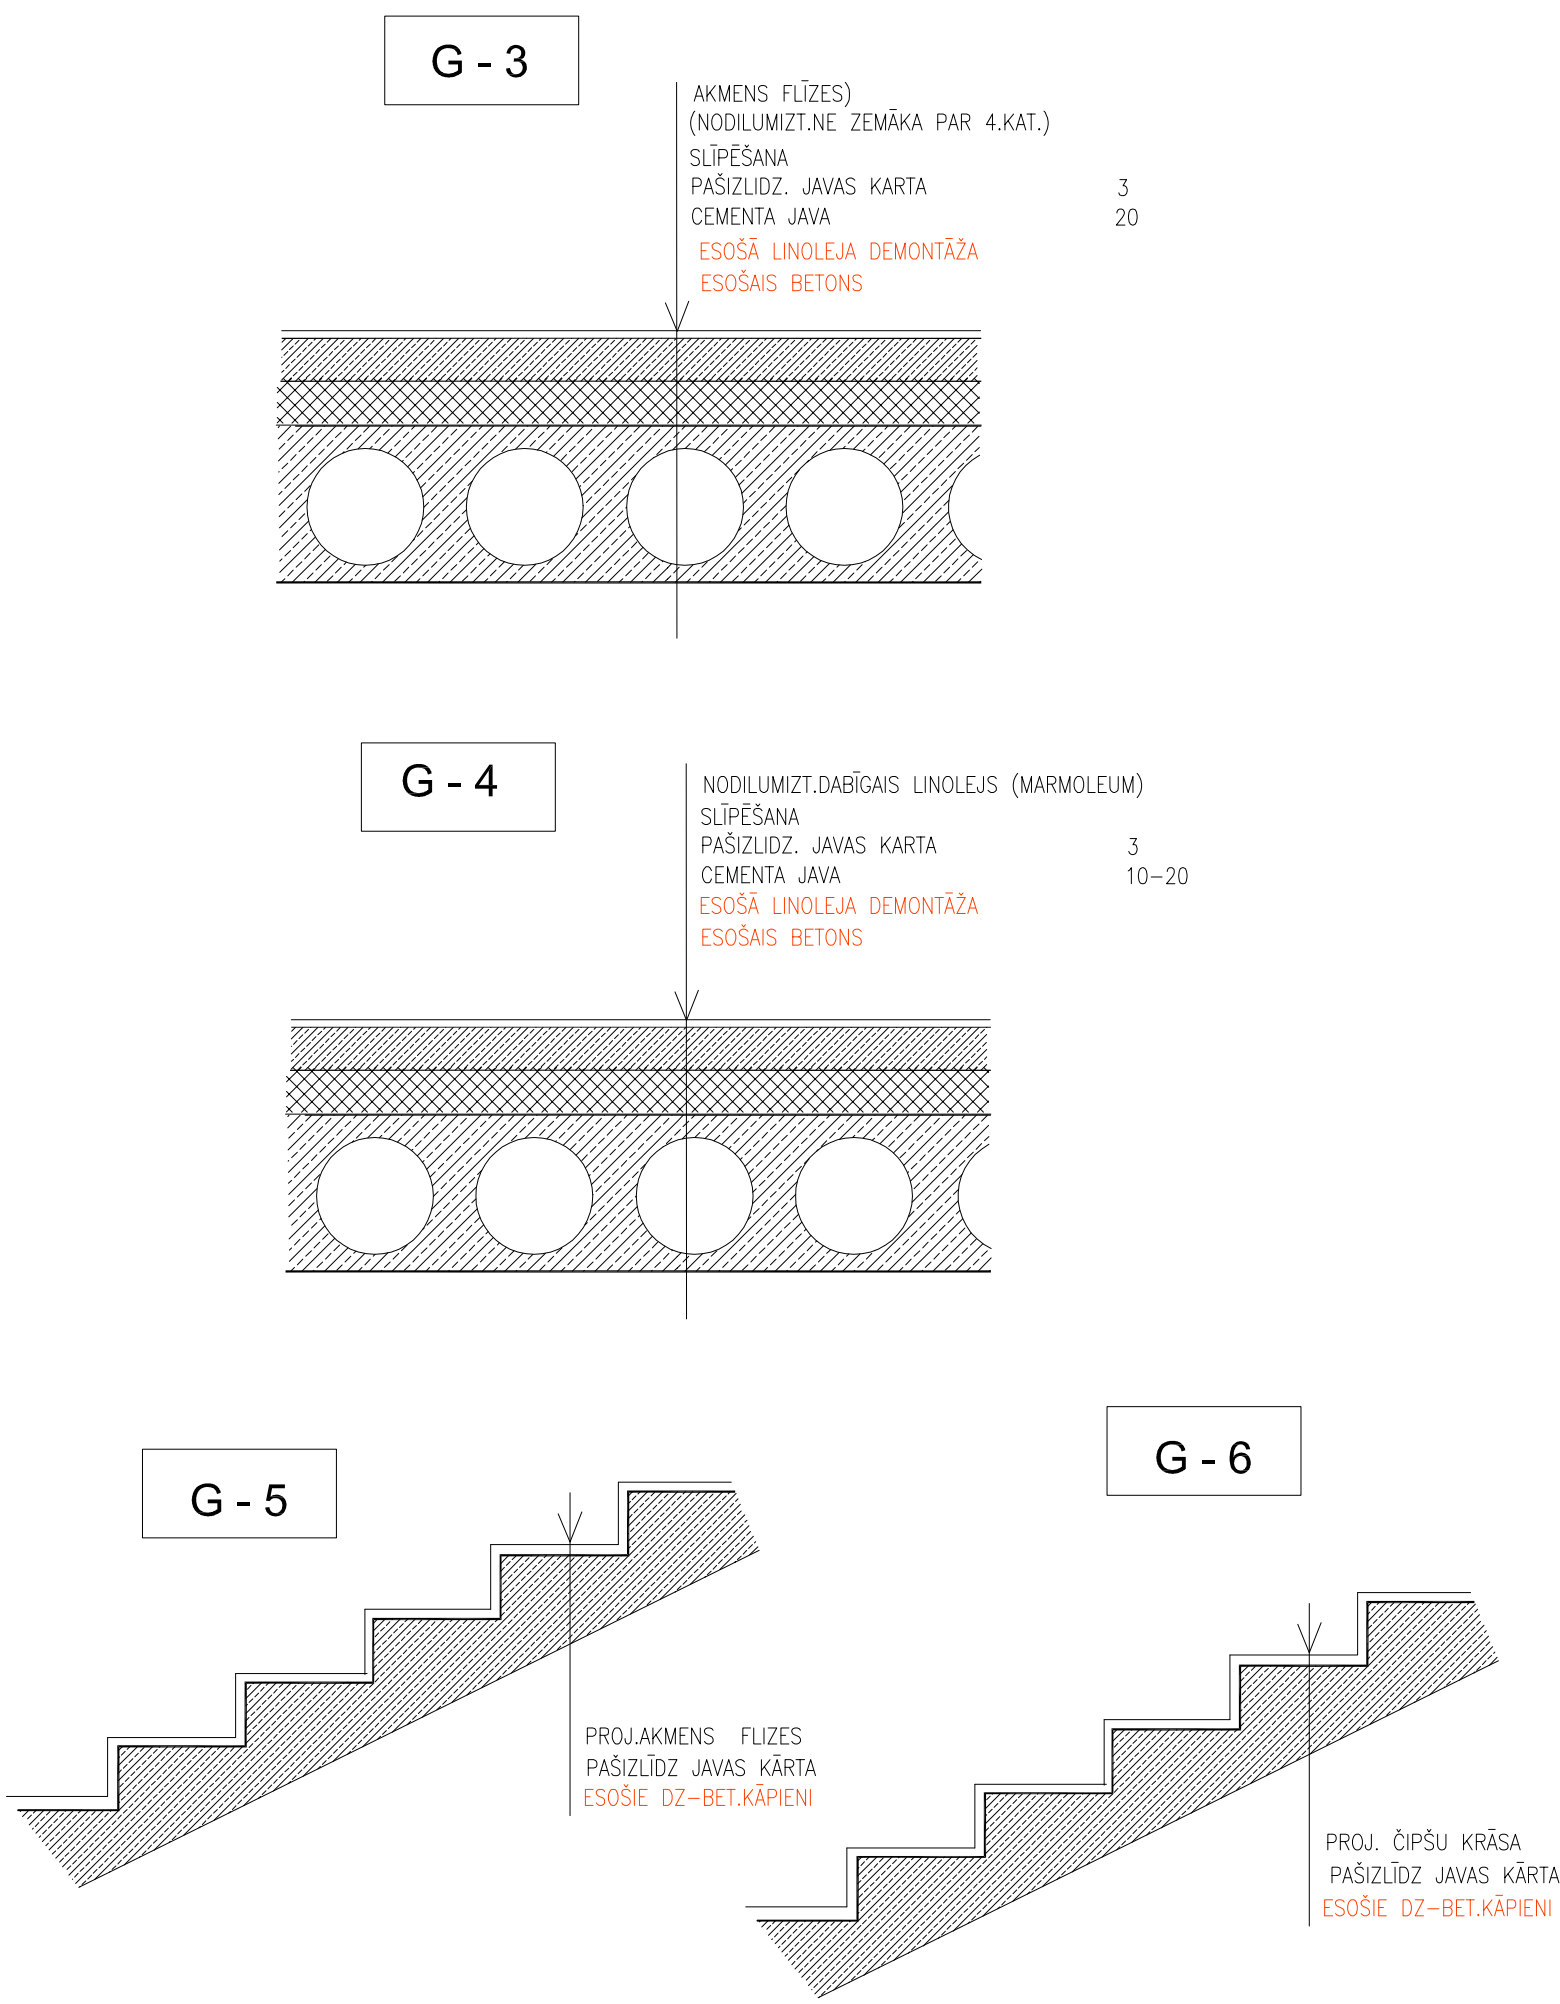 G - 3
AKMENS FLĪZES)
(NODILUMIZT.NE ZEMĀKA PAR 4.KAT.)
SLĪPĒŠANA
PAŠIZLIDZ. JAVAS KARTA 3
CEMENTA JAVA 20
ESOŠĀ LINOLEJA DEMONTĀŽA
ESOŠAIS BETONS
G - 4
NODILUMIZT.DABĪGAIS LINOLEJS (MARMOLEUM)
SLĪPĒŠANA
PAŠIZLIDZ. JAVAS KARTA 3
CEMENTA JAVA 10-20
ESOŠĀ LINOLEJA DEMONTĀŽA
ESOŠAIS BETONS
G - 5
PROJ.AKMENS FLIZES
PAŠIZLĪDZ JAVAS KĀRTA
ESOŠIE DZ-BET.KĀPIENI
G - 6
PROJ. ČIPŠU KRĀSA
PAŠIZLĪDZ JAVAS KĀRTA
ESOŠIE DZ-BET.KĀPIENI